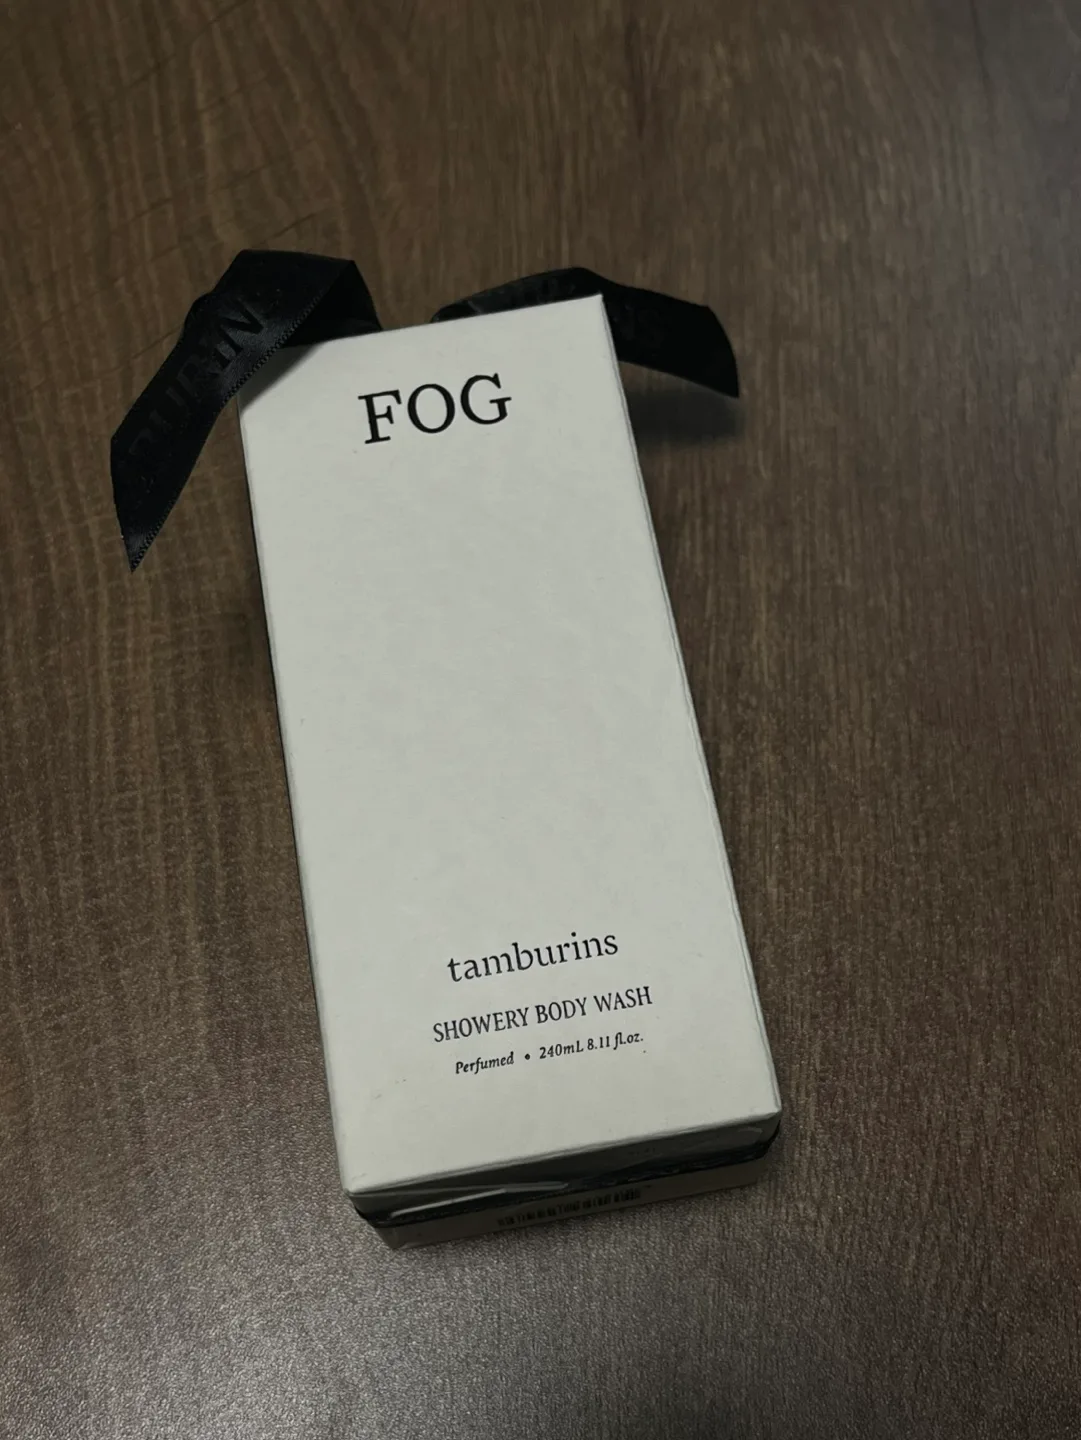 FOG
tamburins
SHOWERY BODY WASH
Perfumed • 240mL 8.11 fl.oz.